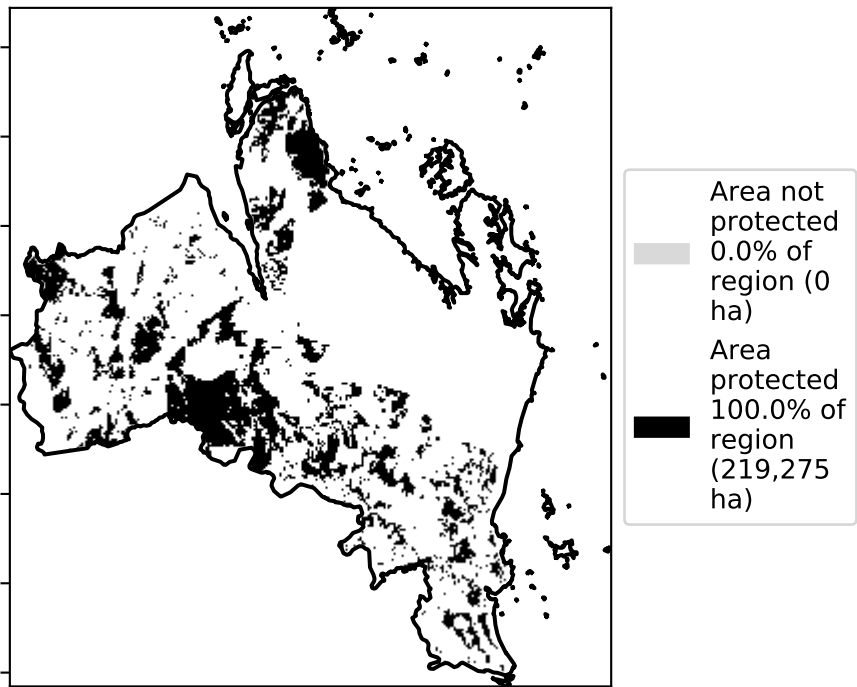 Area not
protected
0.0% of
region (0
ha)
Area
protected
100.0% of
region
(219,275
ha)